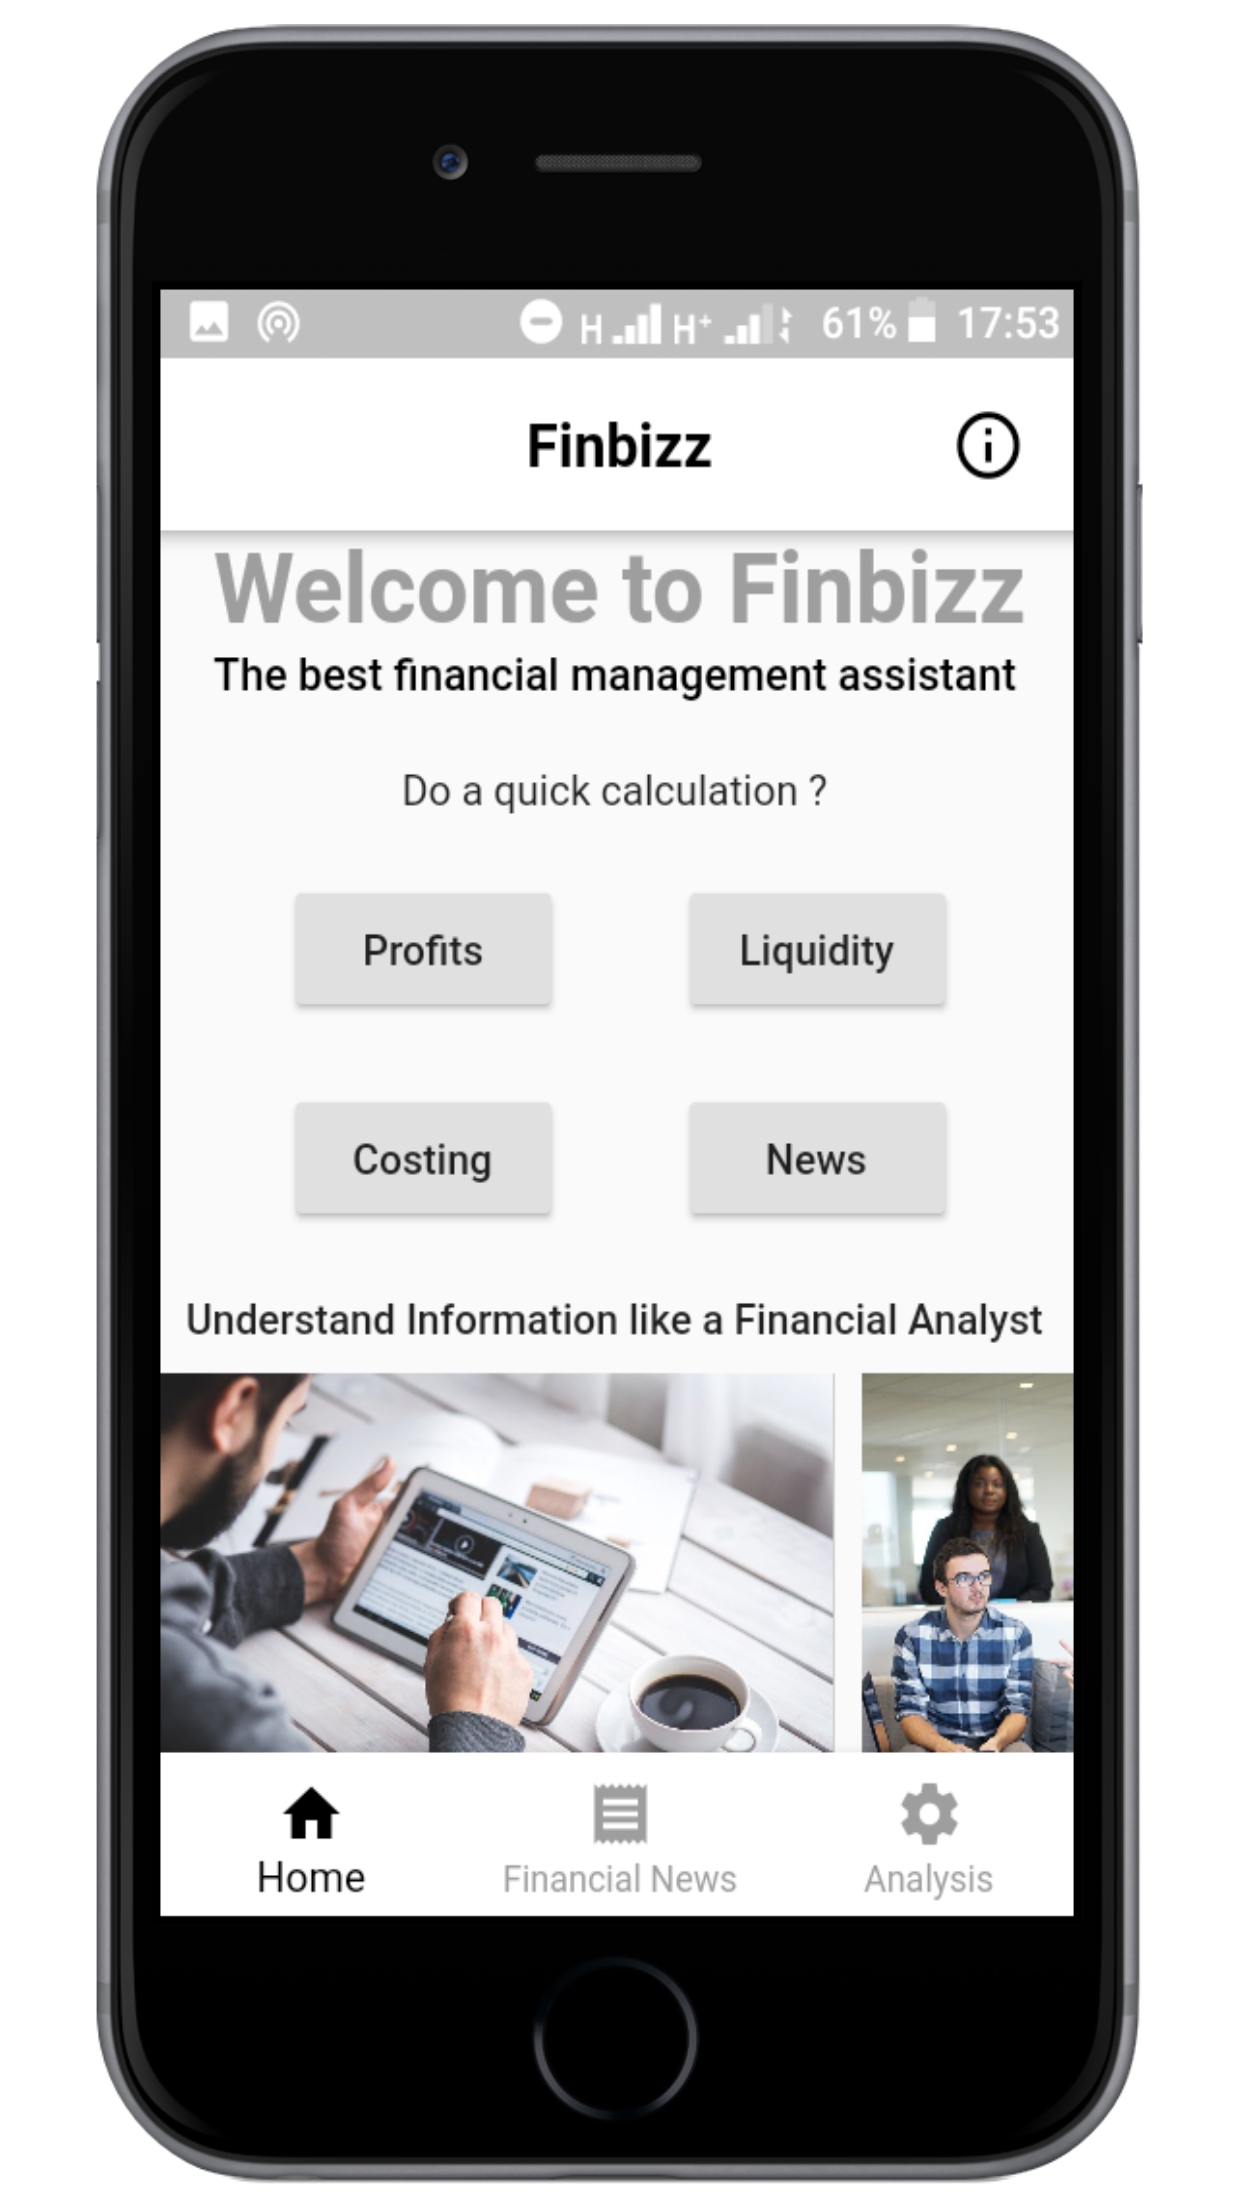 H H+ 61% 17:53
Finbizz
Welcome to Finbizz
The best financial management assistant
Do a quick calculation ?
Profits Liquidity
Costing News
Understand Information like a Financial Analyst
Home Financial News Analysis